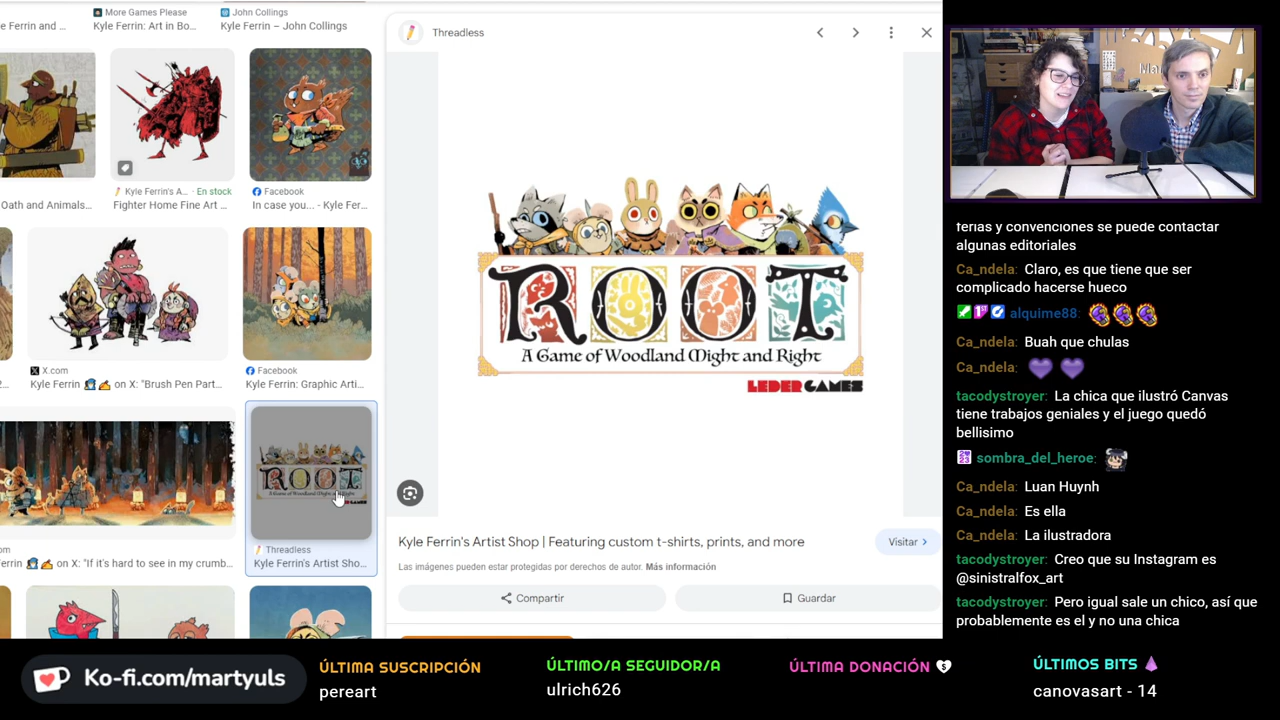 More Games Please
John Collings
e Ferrin and ...
Kyle Ferrin: Art in Bo...
Kyle Ferrin – John Collings
Threadless
Kyle Ferrin's A... · En stock
Facebook
Oath and Animals...
Fighter Home Fine Art ...
In case you... - Kyle Fer...
ROOT
A Game of Woodland Might and Right
LEDER GAMES
X.com
Facebook
Kyle Ferrin on X: "Brush Pen Part...
Kyle Ferrin: Graphic Arti...
ROOT
om
Threadless
errin on X: "If it's hard to see in my crumb...
Kyle Ferrin's Artist Sho...
Kyle Ferrin's Artist Shop | Featuring custom t-shirts, prints, and more
Visitar
Las imágenes pueden estar protegidas por derechos de autor. Más información
Compartir
Guardar
ferias y convenciones se puede contactar
algunas editoriales
Ca_ndela: Claro, es que tiene que ser
complicado hacerse hueco
alquime88:
Ca_ndela: Buah que chulas
Ca_ndela:
tacodystroyer: La chica que ilustró Canvas
tiene trabajos geniales y el juego quedó
bellisimo
sombra_del_heroe:
Ca_ndela: Luan Huynh
Ca_ndela: Es ella
Ca_ndela: La ilustradora
tacodystroyer: Creo que su Instagram es
@sinistralfox_art
tacodystroyer: Pero igual sale un chico, así que
probablemente es el y no una chica
Ko-fi.com/martyuls
ÚLTIMA SUSCRIPCIÓN
pereart
ÚLTIMO/A SEGUIDOR/A
ulrich626
ÚLTIMA DONACIÓN
ÚLTIMOS BITS
canovasart - 14